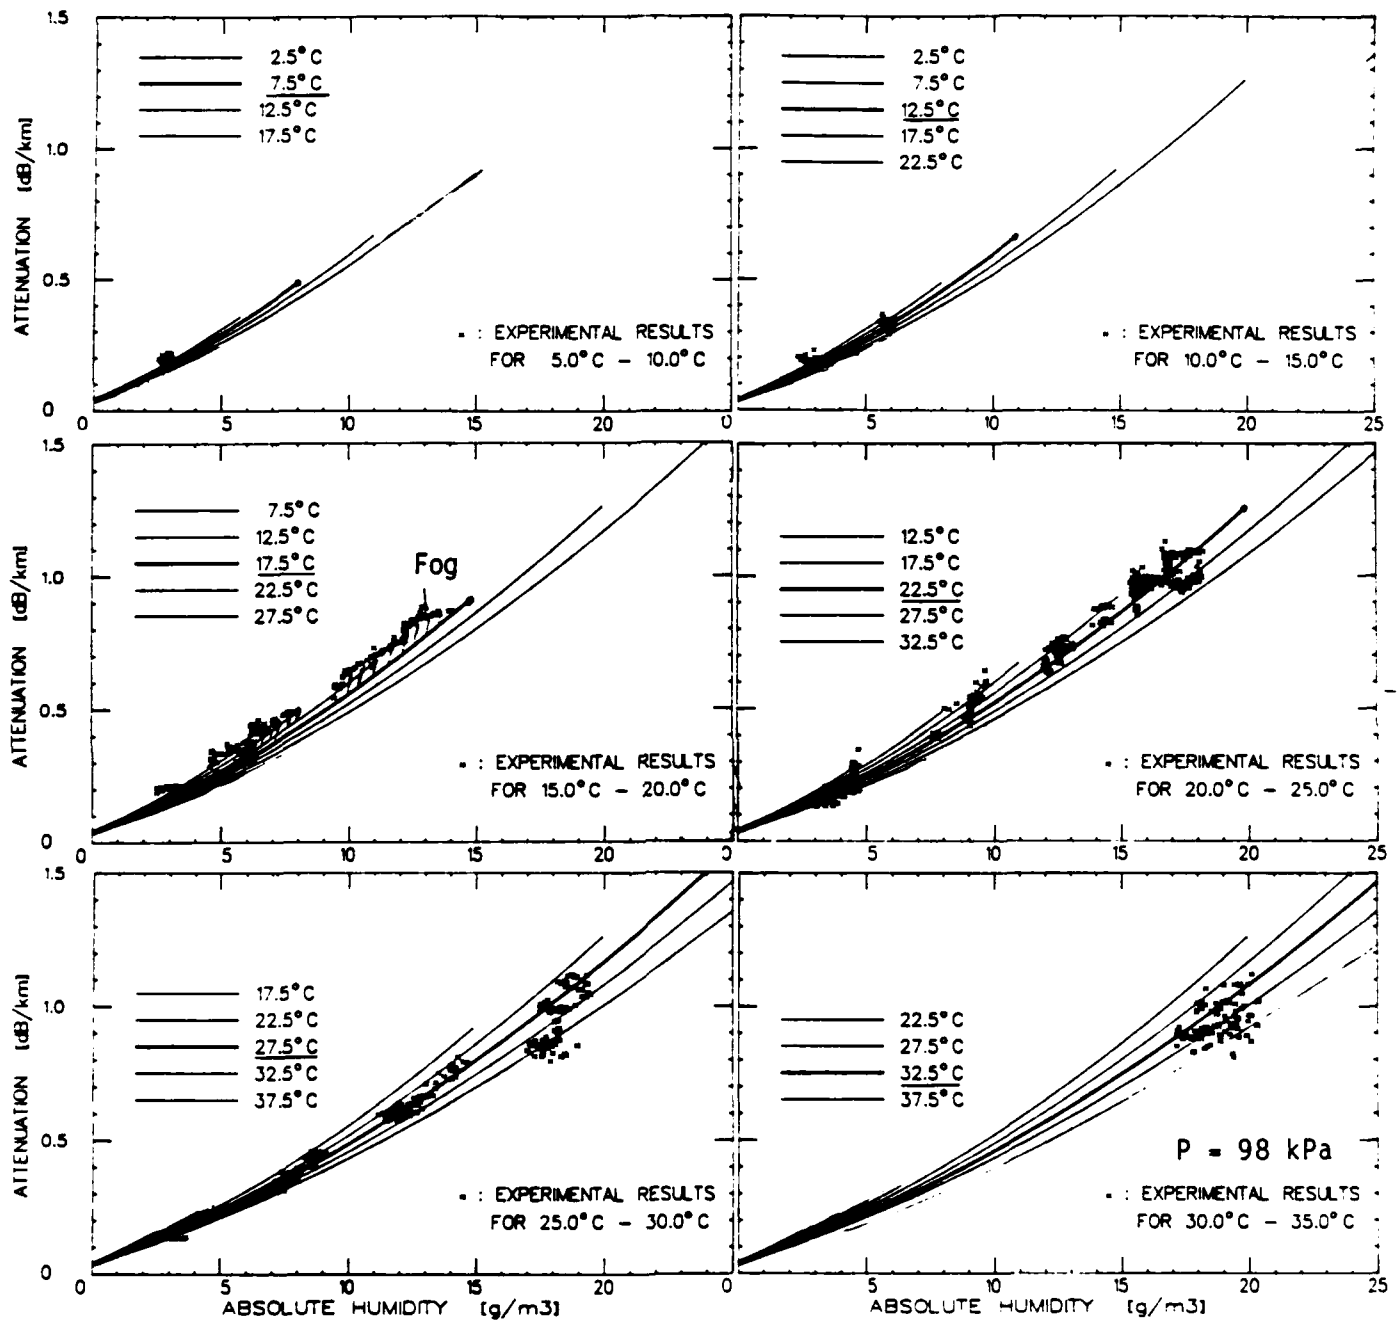 1.5
1.0
0.5
0
ATTENUATION [dB/km]
2.5°C
7.5°C
12.5°C
17.5°C
▪ : EXPERIMENTAL RESULTS
FOR 5.0°C – 10.0°C
0 5 10 15 20
2.5°C
7.5°C
12.5°C
17.5°C
22.5°C
▪ : EXPERIMENTAL RESULTS
FOR 10.0°C – 15.0°C
0 5 10 15 20 25
1.5
1.0
0.5
0
ATTENUATION [dB/km]
7.5°C
12.5°C
17.5°C
22.5°C
27.5°C
Fog
▪ : EXPERIMENTAL RESULTS
FOR 15.0°C – 20.0°C
0 5 10 15 20
12.5°C
17.5°C
22.5°C
27.5°C
32.5°C
▪ : EXPERIMENTAL RESULTS
FOR 20.0°C – 25.0°C
0 5 10 15 20 25
1.5
1.0
0.5
0
ATTENUATION [dB/km]
17.5°C
22.5°C
27.5°C
32.5°C
37.5°C
▪ : EXPERIMENTAL RESULTS
FOR 25.0°C – 30.0°C
0 5 10 15 20
ABSOLUTE HUMIDITY [g/m3]
22.5°C
27.5°C
32.5°C
37.5°C
P = 98 kPa
▪ : EXPERIMENTAL RESULTS
FOR 30.0°C – 35.0°C
0 5 10 15 20 25
ABSOLUTE HUMIDITY [g/m3]